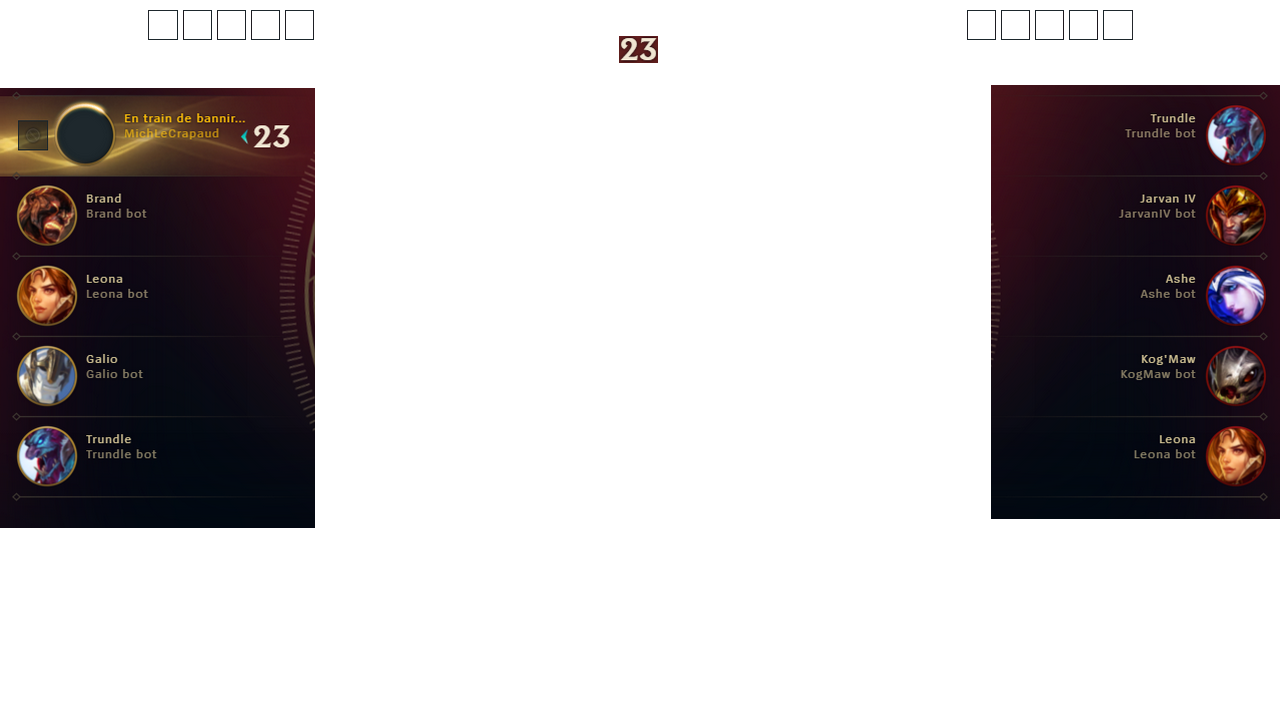 23
En train de bannir...
MichLeCrapaud
23
Brand
Brand bot
Leona
Leona bot
Galio
Galio bot
Trundle
Trundle bot
Trundle
Trundle bot
Jarvan IV
JarvanIV bot
Ashe
Ashe bot
Kog'Maw
KogMaw bot
Leona
Leona bot